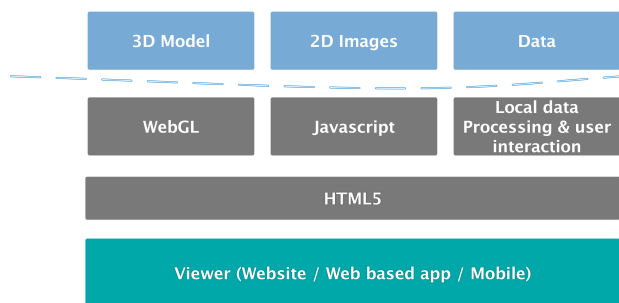 3D Model
2D Images
Data
WebGL
Javascript
Local data
Processing & user
interaction
HTML5
Viewer (Website / Web based app / Mobile)